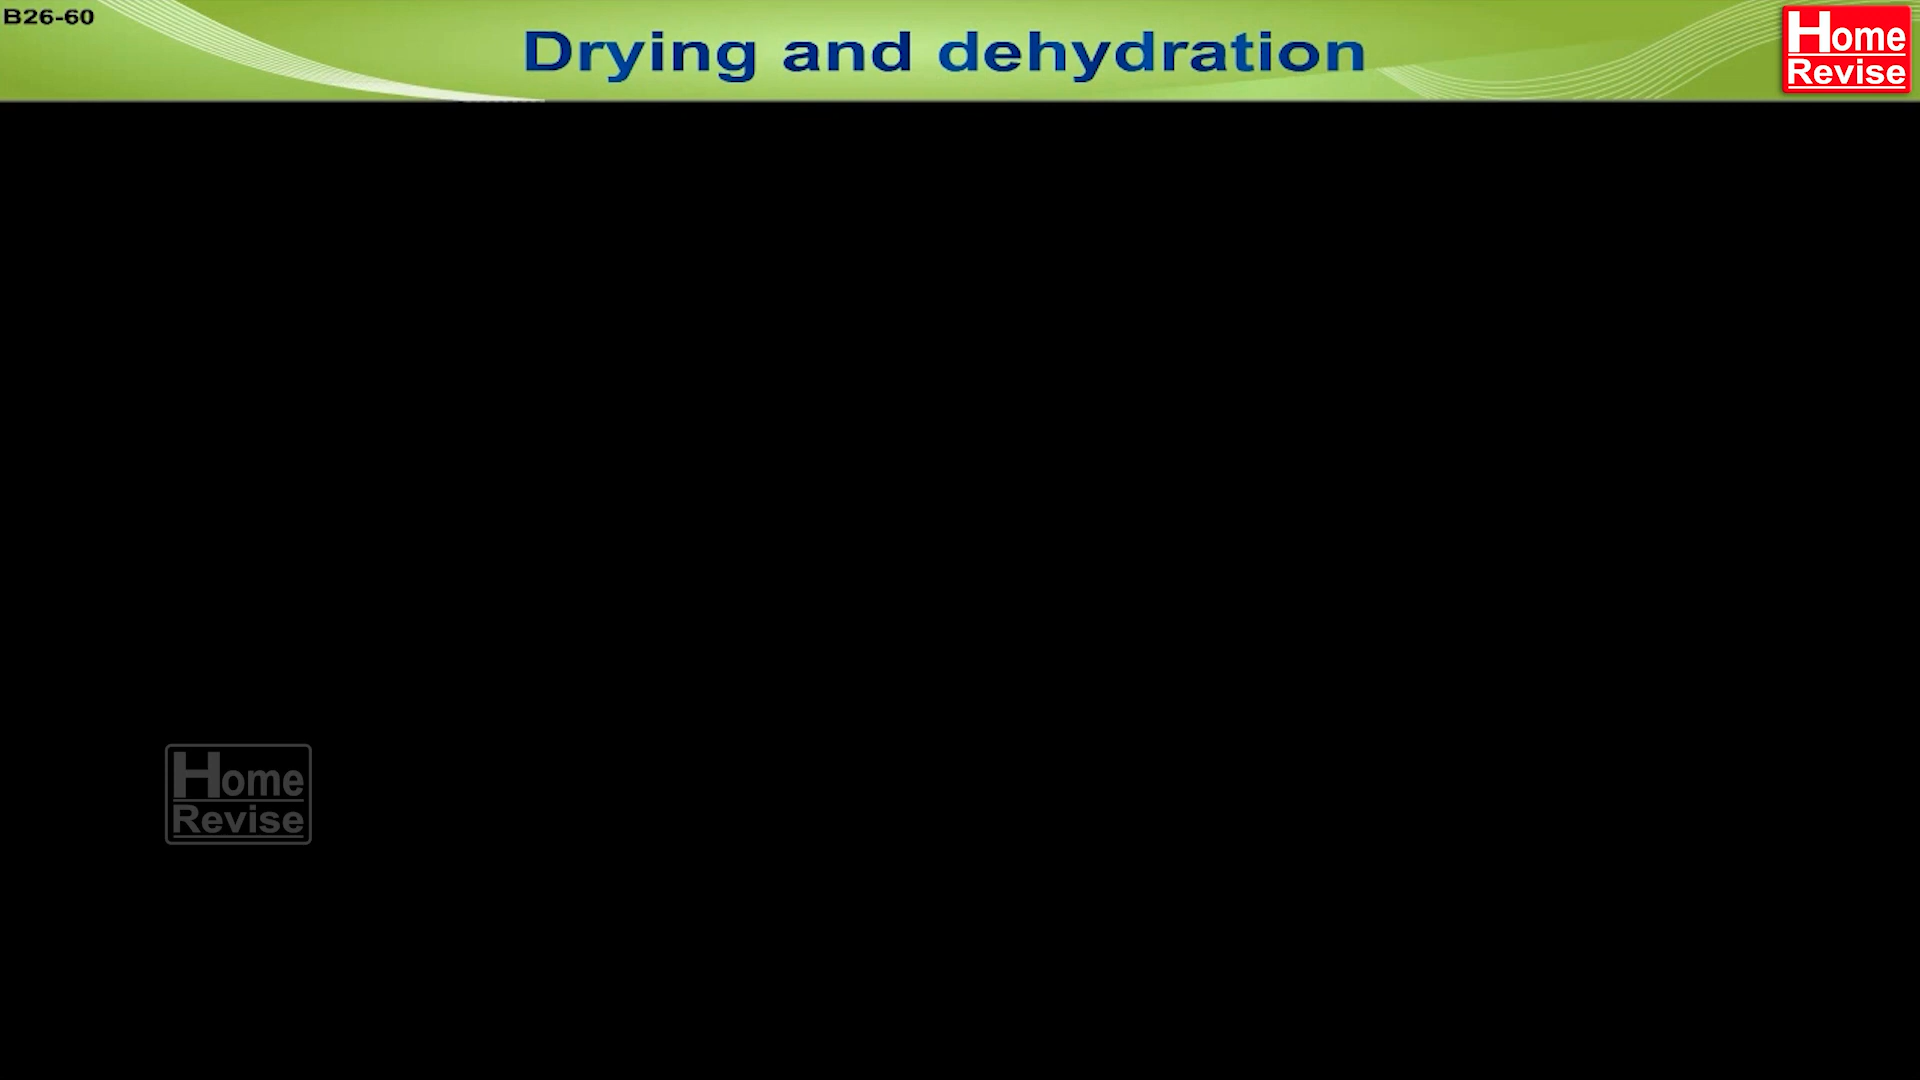 B26-60
Drying and dehydration
Home
Revise
Home
Revise